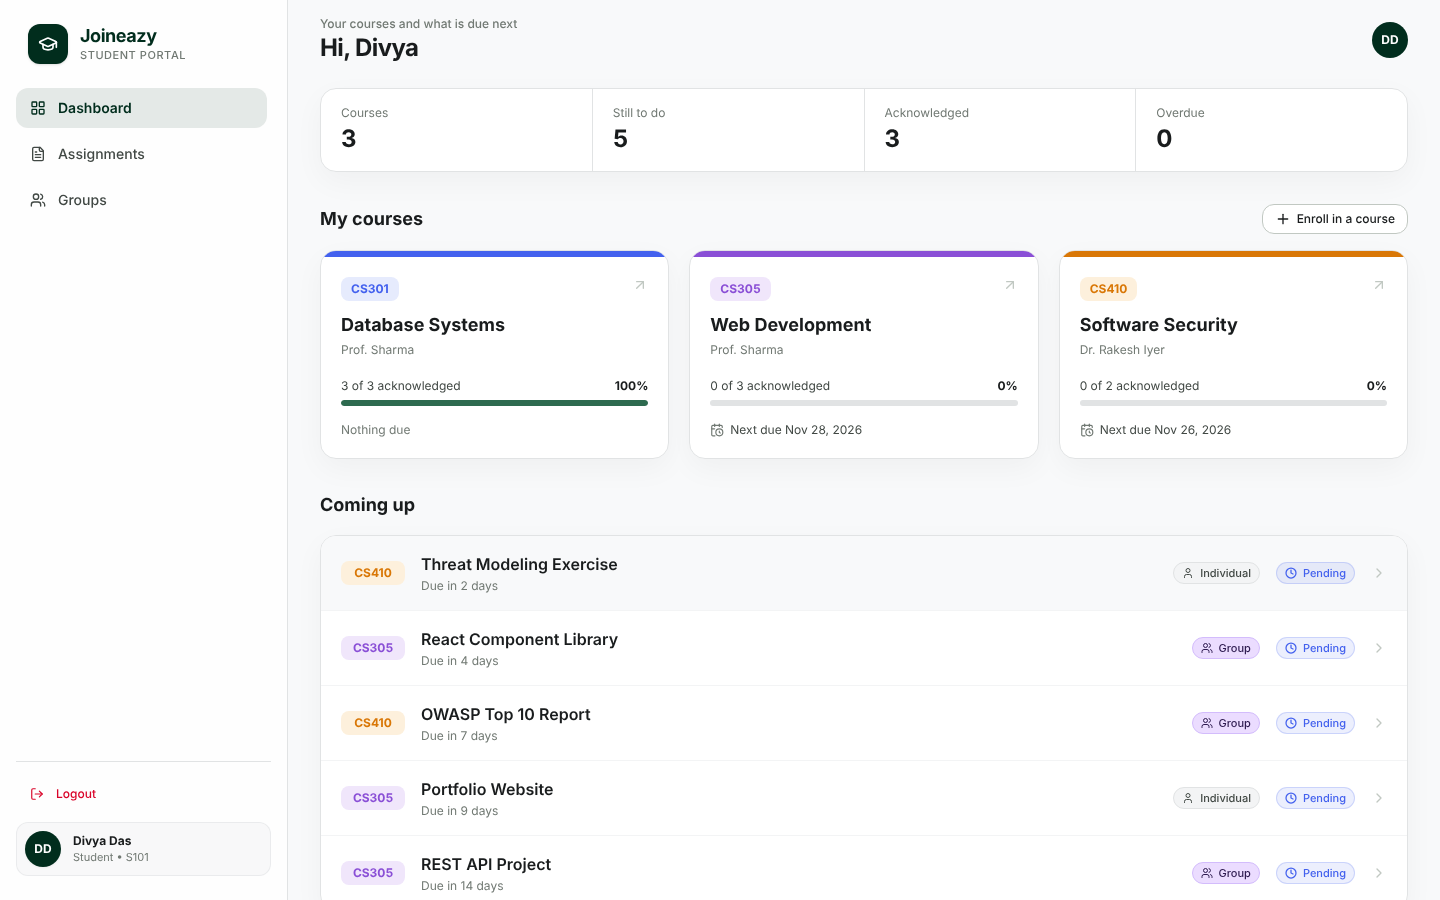 Joineazy
STUDENT PORTAL
Dashboard
Assignments
Groups
Logout
DD
Divya Das
Student • S101
Your courses and what is due next
Hi, Divya
DD
Courses
3
Still to do
5
Acknowledged
3
Overdue
0
My courses
Enroll in a course
CS301
Database Systems
Prof. Sharma
3 of 3 acknowledged 100%
Nothing due
CS305
Web Development
Prof. Sharma
0 of 3 acknowledged 0%
Next due Nov 28, 2026
CS410
Software Security
Dr. Rakesh Iyer
0 of 2 acknowledged 0%
Next due Nov 26, 2026
Coming up
CS410 Threat Modeling Exercise Individual Pending
Due in 2 days
CS305 React Component Library Group Pending
Due in 4 days
CS410 OWASP Top 10 Report Group Pending
Due in 7 days
CS305 Portfolio Website Individual Pending
Due in 9 days
CS305 REST API Project Group Pending
Due in 14 days